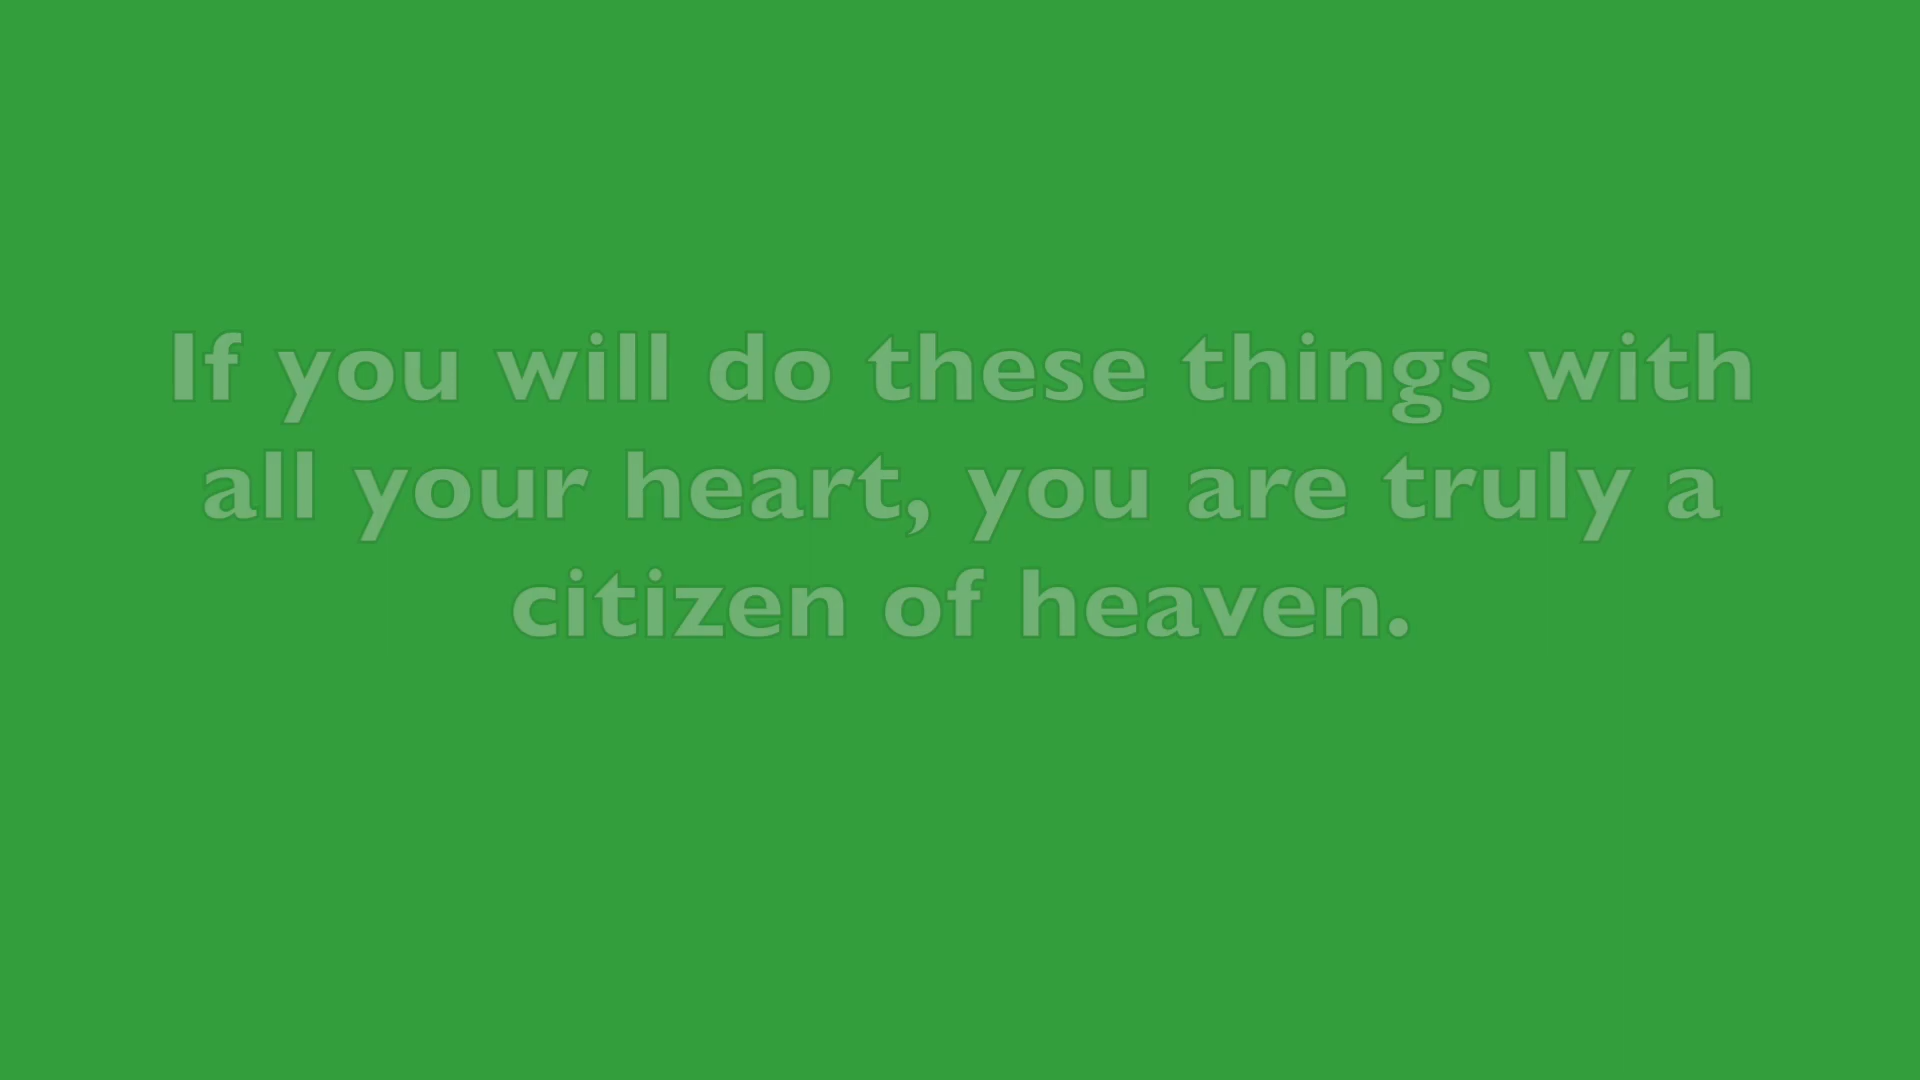 If you will do these things with
all your heart, you are truly a
citizen of heaven.